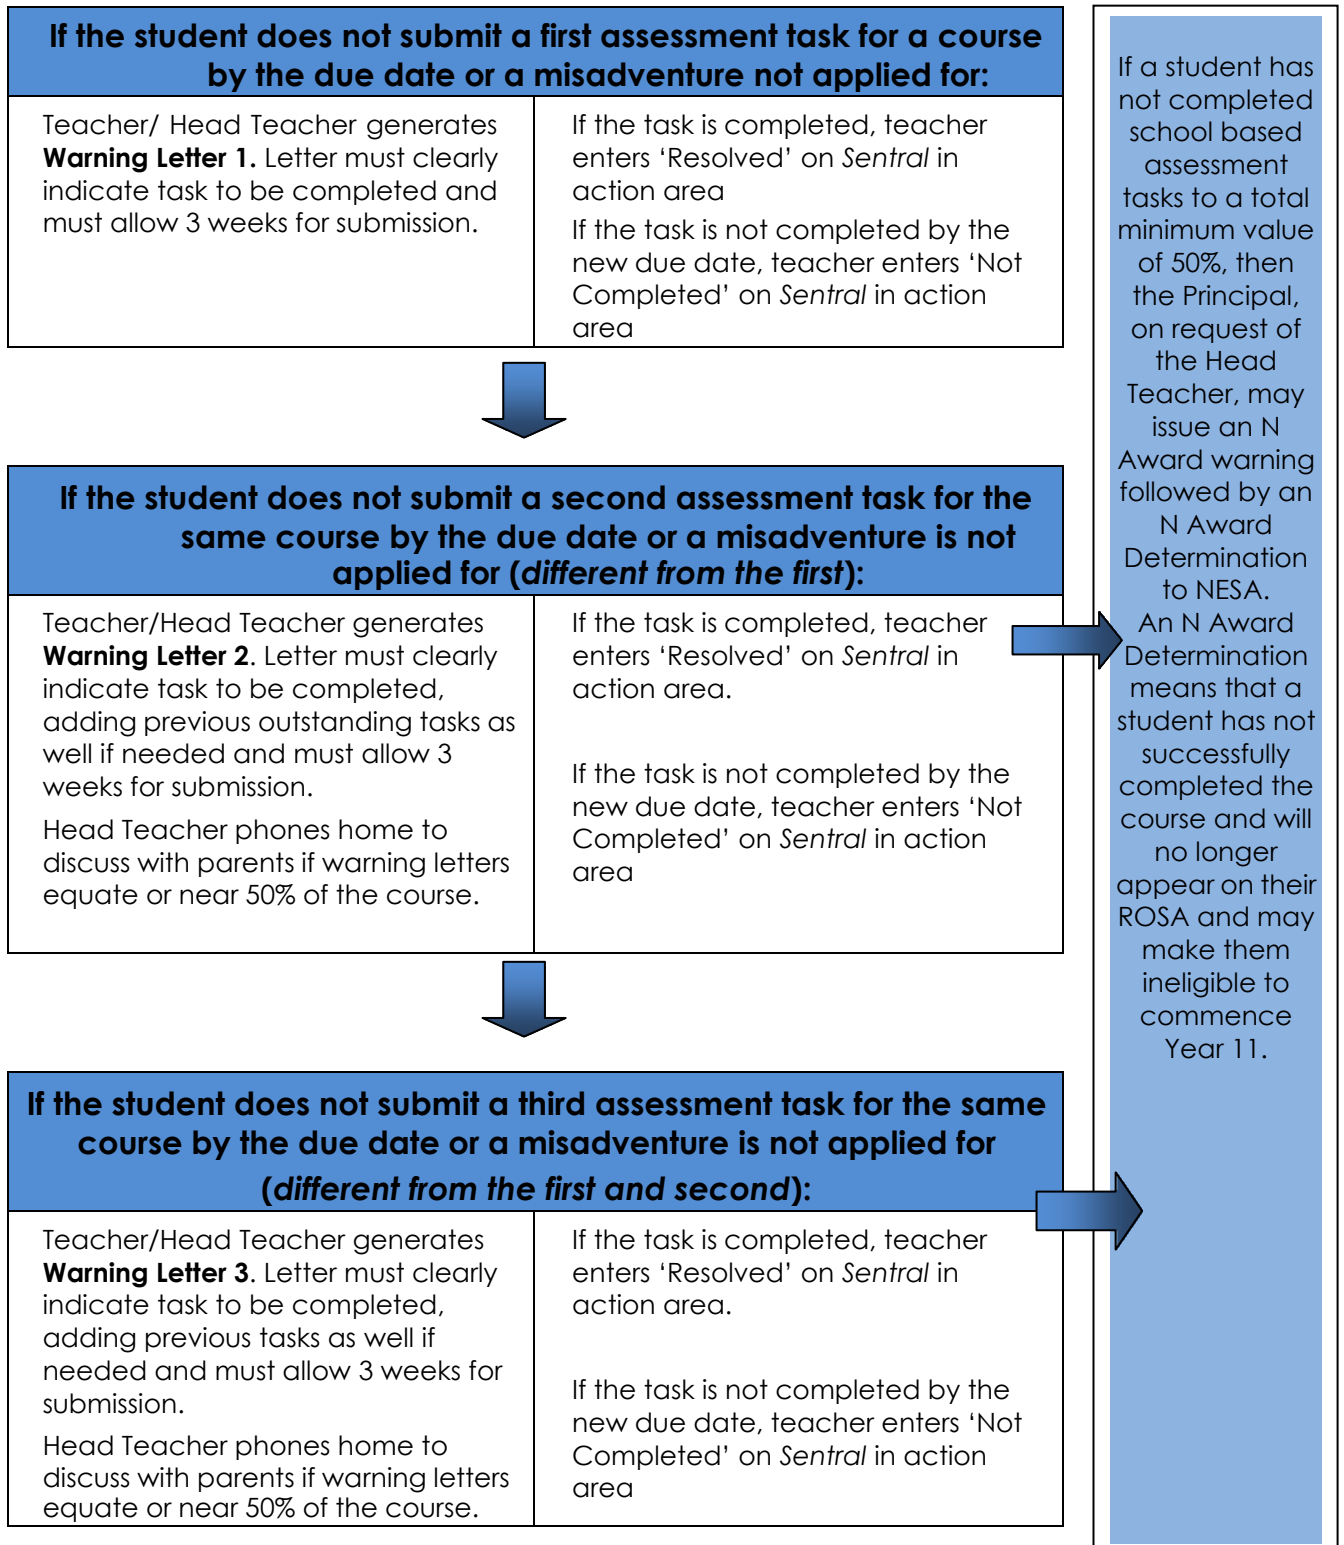 If the student does not submit a first assessment task for a course
by the due date or a misadventure not applied for:
Teacher/ Head Teacher generates
Warning Letter 1. Letter must clearly
indicate task to be completed and
must allow 3 weeks for submission.
If the task is completed, teacher
enters ‘Resolved’ on Sentral in
action area
If the task is not completed by the
new due date, teacher enters ‘Not
Completed’ on Sentral in action
area
If the student does not submit a second assessment task for the
same course by the due date or a misadventure is not
applied for (different from the first):
Teacher/Head Teacher generates
Warning Letter 2. Letter must clearly
indicate task to be completed,
adding previous outstanding tasks as
well if needed and must allow 3
weeks for submission.
Head Teacher phones home to
discuss with parents if warning letters
equate or near 50% of the course.
If the task is completed, teacher
enters ‘Resolved’ on Sentral in
action area.
If the task is not completed by the
new due date, teacher enters ‘Not
Completed’ on Sentral in action
area
If the student does not submit a third assessment task for the same
course by the due date or a misadventure is not applied for
(different from the first and second):
Teacher/Head Teacher generates
Warning Letter 3. Letter must clearly
indicate task to be completed,
adding previous tasks as well if
needed and must allow 3 weeks for
submission.
Head Teacher phones home to
discuss with parents if warning letters
equate or near 50% of the course.
If the task is completed, teacher
enters ‘Resolved’ on Sentral in
action area.
If the task is not completed by the
new due date, teacher enters ‘Not
Completed’ on Sentral in action
area
If a student has
not completed
school based
assessment
tasks to a total
minimum value
of 50%, then
the Principal,
on request of
the Head
Teacher, may
issue an N
Award warning
followed by an
N Award
Determination
to NESA.
An N Award
Determination
means that a
student has not
successfully
completed the
course and will
no longer
appear on their
ROSA and may
make them
ineligible to
commence
Year 11.